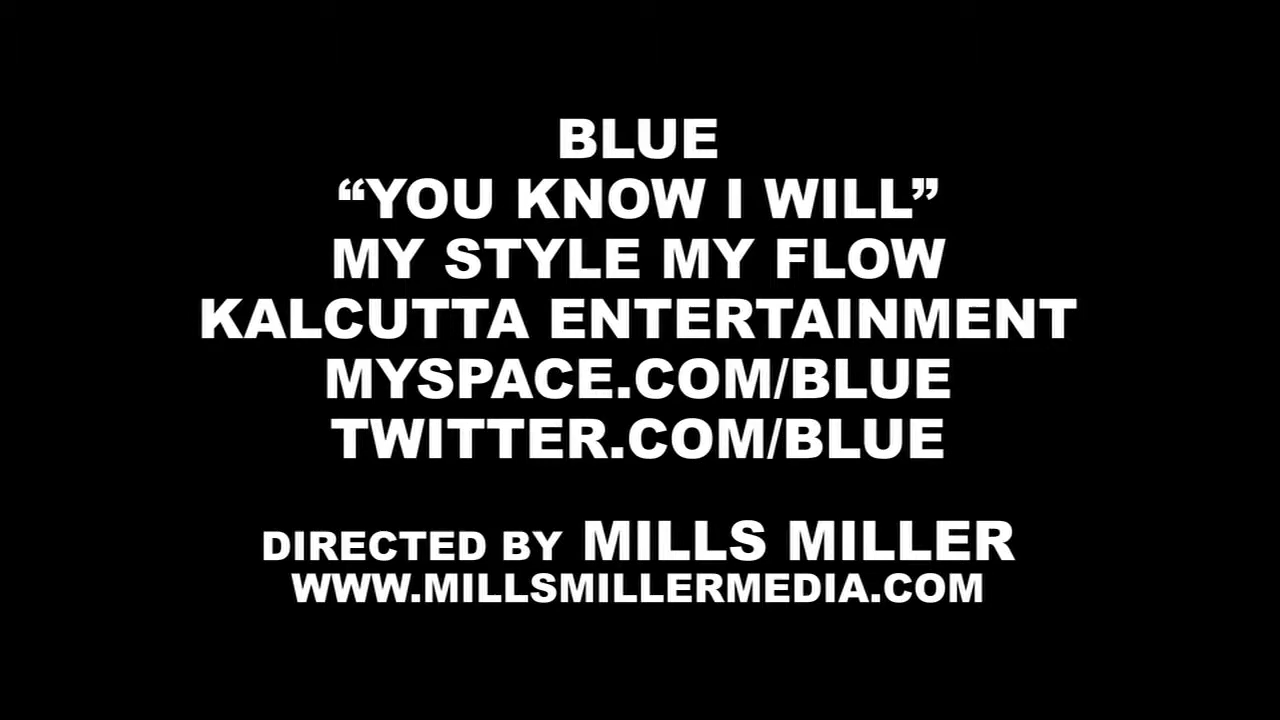 BLUE
“YOU KNOW I WILL”
MY STYLE MY FLOW
KALCUTTA ENTERTAINMENT
MYSPACE.COM/BLUE
TWITTER.COM/BLUE
DIRECTED BY MILLS MILLER
WWW.MILLSMILLERMEDIA.COM